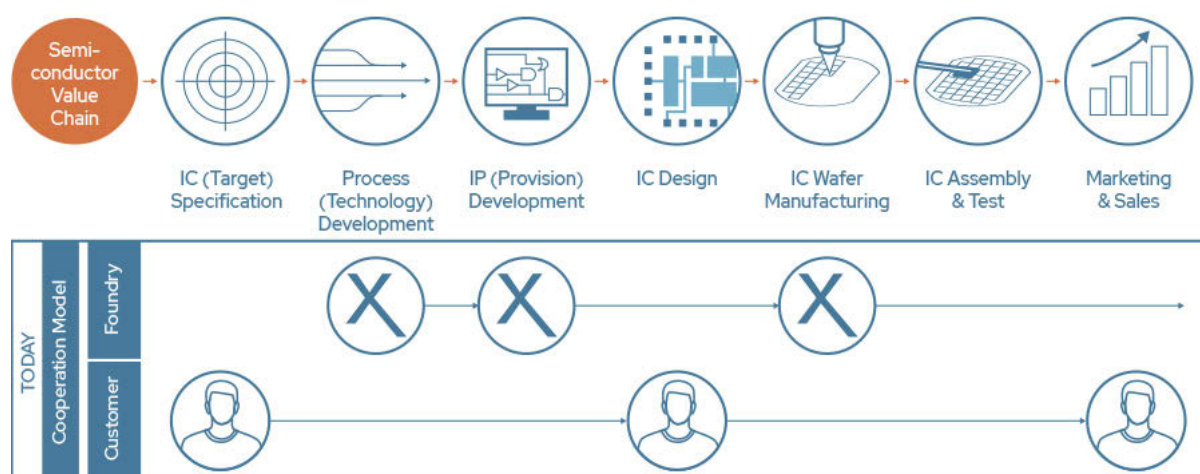 Semi-
conductor
Value
Chain
IC (Target)
Specification
Process
(Technology)
Development
IP (Provision)
Development
IC Design
IC Wafer
Manufacturing
IC Assembly
& Test
Marketing
& Sales
TODAY
Cooperation Model
Foundry
X
X
X
Customer